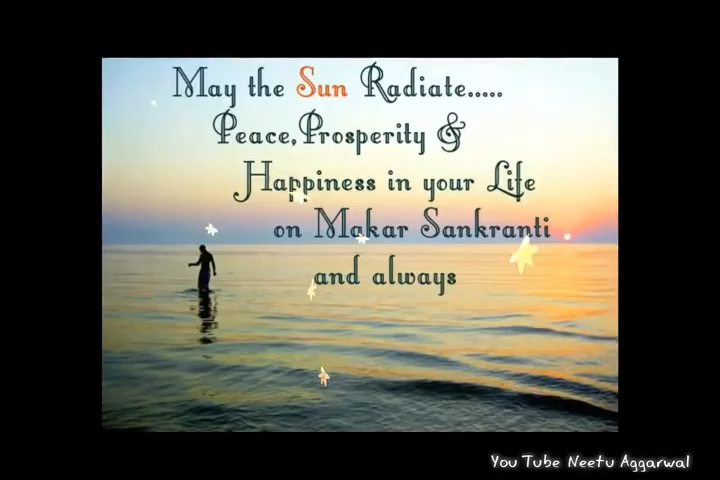 May the Sun Radiate.....
Peace,Prosperity &
Happiness in your Life
on Makar Sankranti
and always
You Tube Neetu Aggarwal